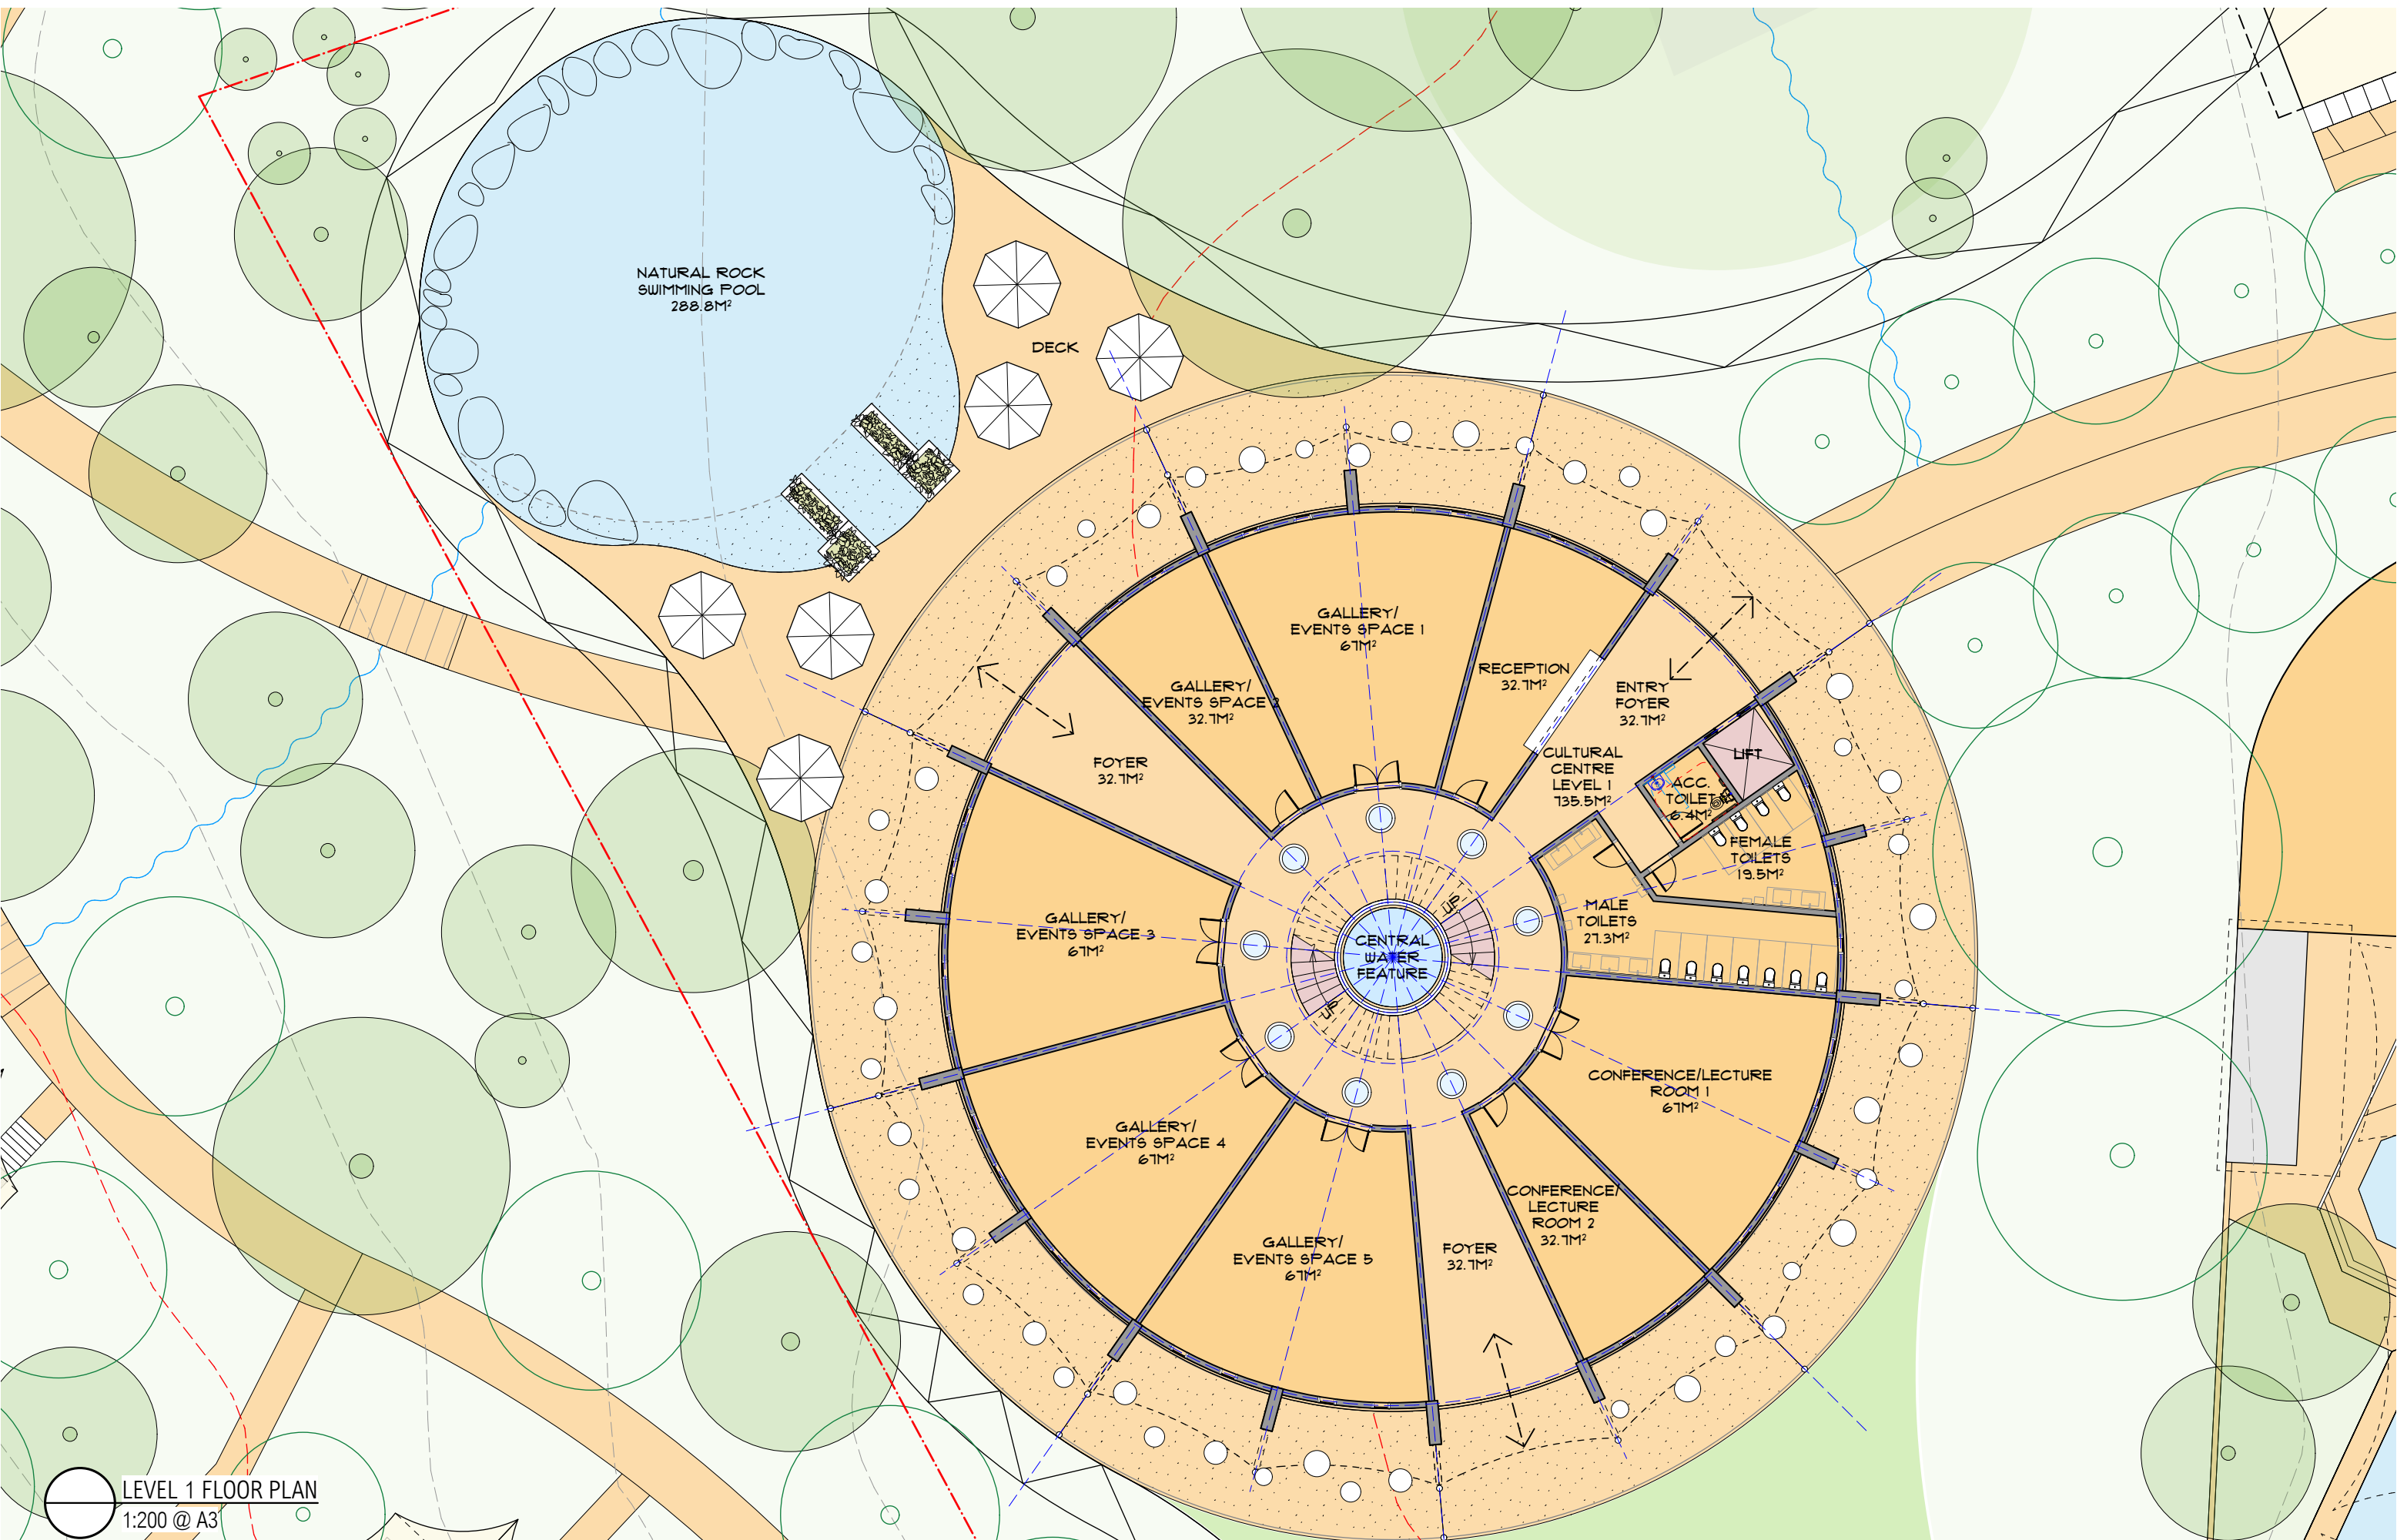 NATURAL ROCK
SWIMMING POOL
288.8M²
DECK
GALLERY/
EVENTS SPACE 1
67M²
GALLERY/
EVENTS SPACE 2
32.7M²
RECEPTION
32.7M²
ENTRY
FOYER
32.7M²
FOYER
32.7M²
CULTURAL
CENTRE
LEVEL 1
735.5M²
LIFT
ACC.
TOILET
6.4M²
FEMALE
TOILETS
19.5M²
MALE
TOILETS
27.3M²
UP
CENTRAL
WATER
FEATURE
UP
GALLERY/
EVENTS SPACE 3
67M²
CONFERENCE/LECTURE
ROOM 1
67M²
GALLERY/
EVENTS SPACE 4
67M²
CONFERENCE/
LECTURE
ROOM 2
32.7M²
GALLERY/
EVENTS SPACE 5
67M²
FOYER
32.7M²
LEVEL 1 FLOOR PLAN
1:200 @ A3